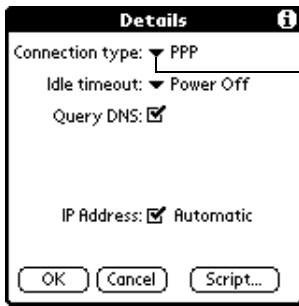 Details
Connection type: PPP
Idle timeout: Power Off
Query DNS:
IP Address: Automatic
OK Cancel Script...